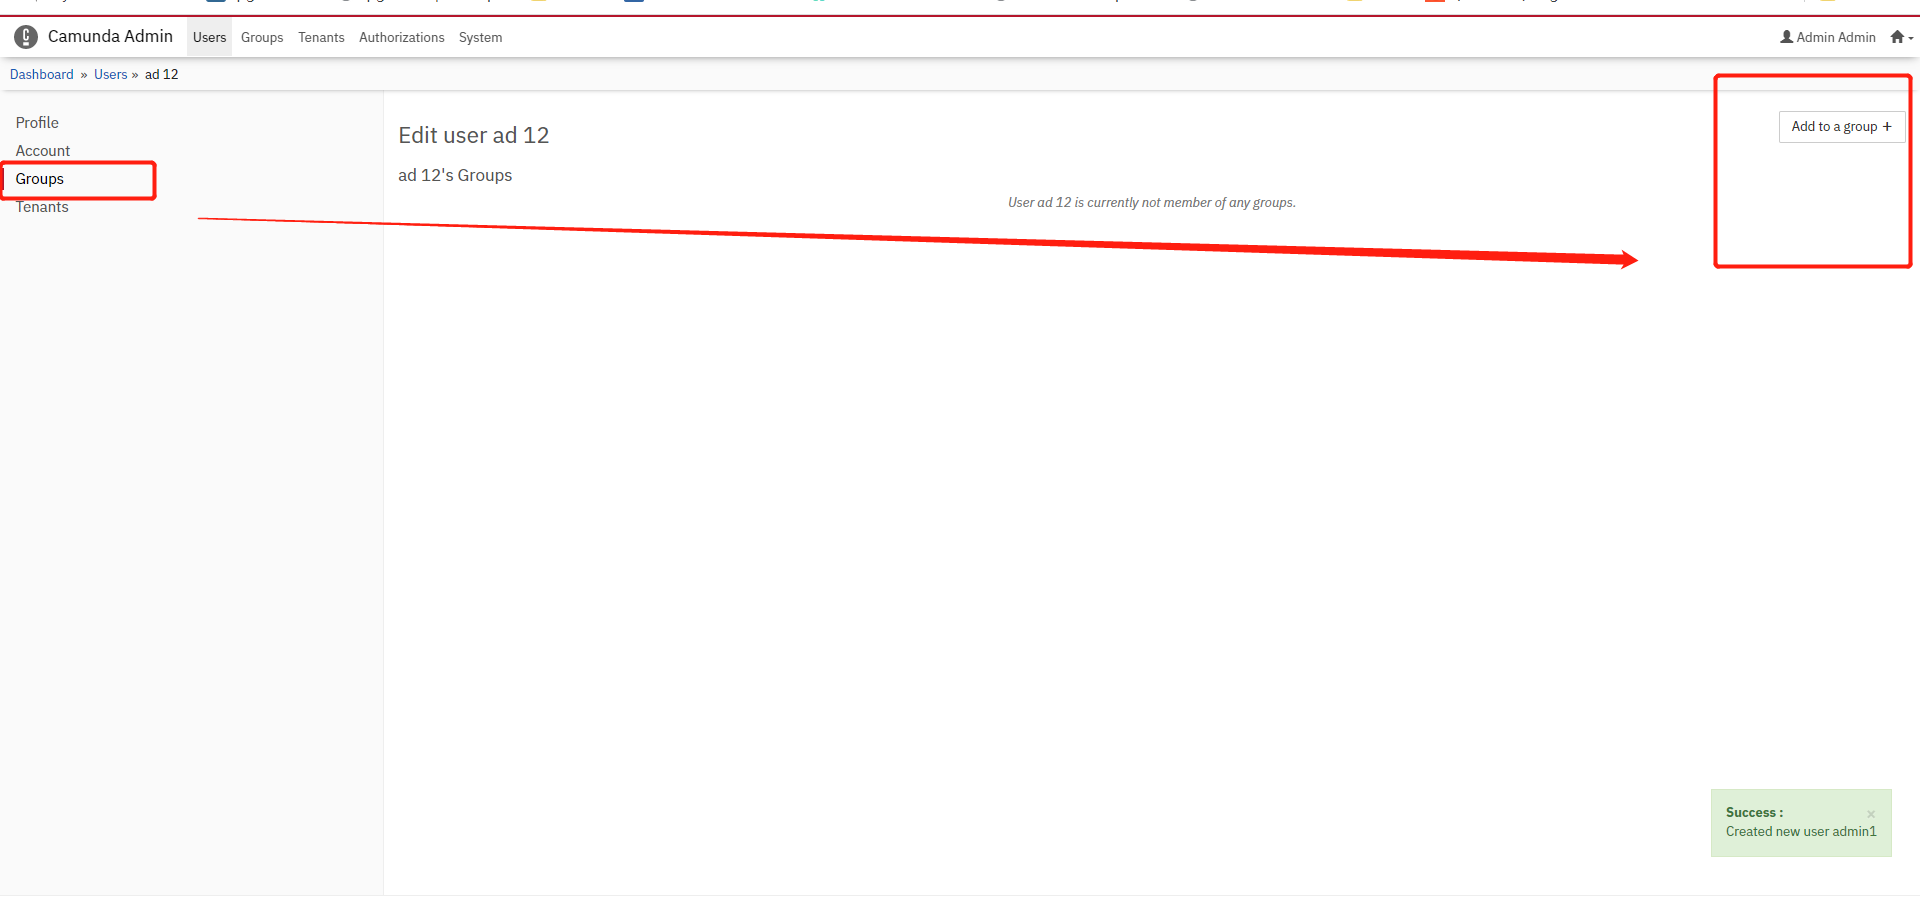 Camunda Admin Users Groups Tenants Authorizations System Admin Admin
Dashboard » Users » ad 12
Profile
Account
Groups
Tenants
Edit user ad 12
Add to a group +
ad 12's Groups
User ad 12 is currently not member of any groups.
Success :
×
Created new user admin1